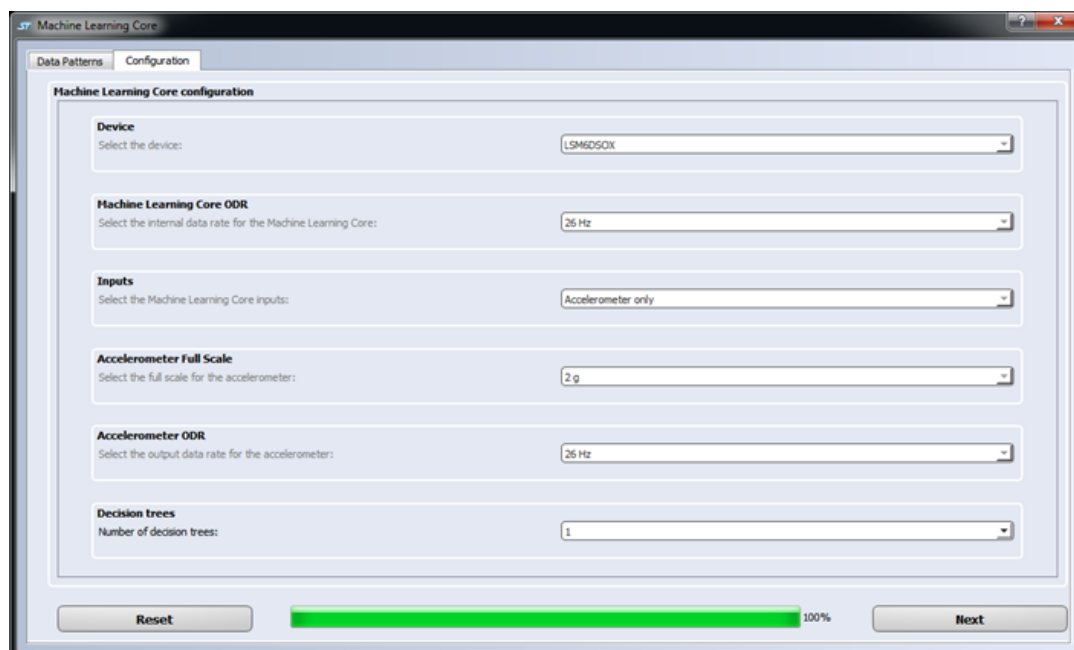 ST Machine Learning Core
? X
Data Patterns Configuration
Machine Learning Core configuration
Device
Select the device: LSM6DSOX
Machine Learning Core ODR
Select the internal data rate for the Machine Learning Core: 26 Hz
Inputs
Select the Machine Learning Core inputs: Accelerometer only
Accelerometer Full Scale
Select the full scale for the accelerometer: 2 g
Accelerometer ODR
Select the output data rate for the accelerometer: 26 Hz
Decision trees
Number of decision trees: 1
Reset 100% Next